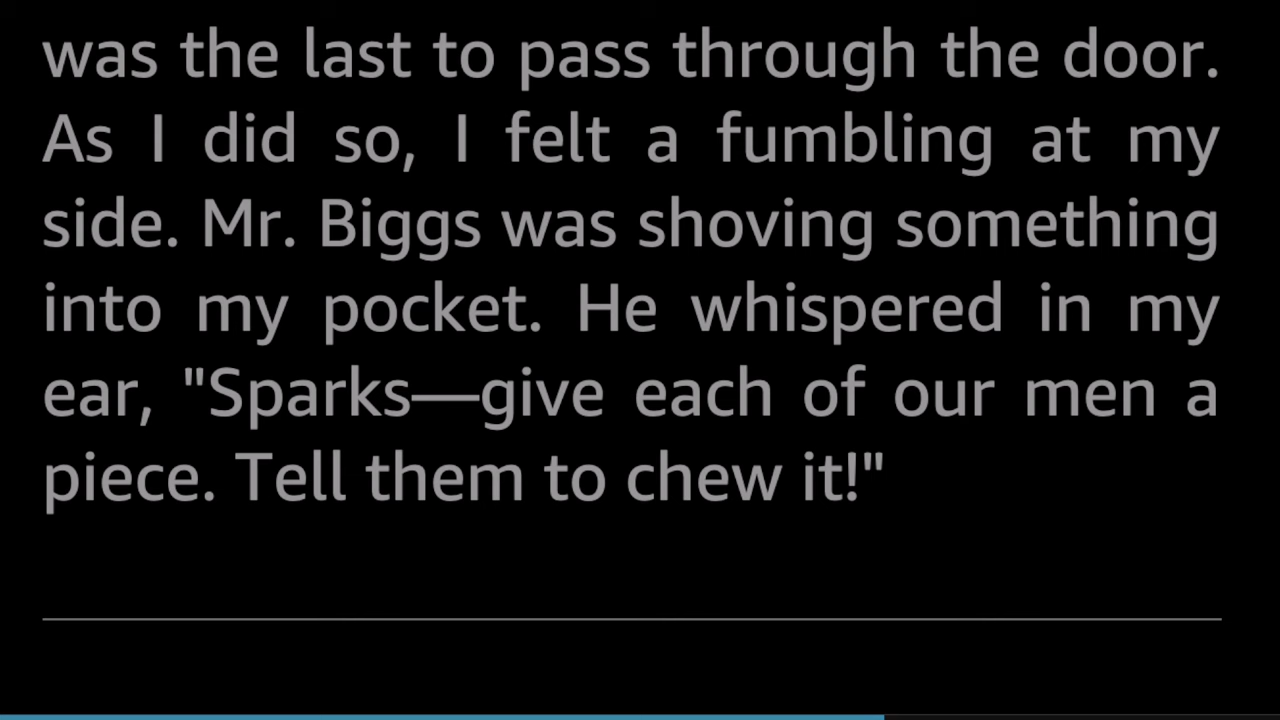 was the last to pass through the door.
As I did so, I felt a fumbling at my
side. Mr. Biggs was shoving something
into my pocket. He whispered in my
ear, "Sparks—give each of our men a
piece. Tell them to chew it!"